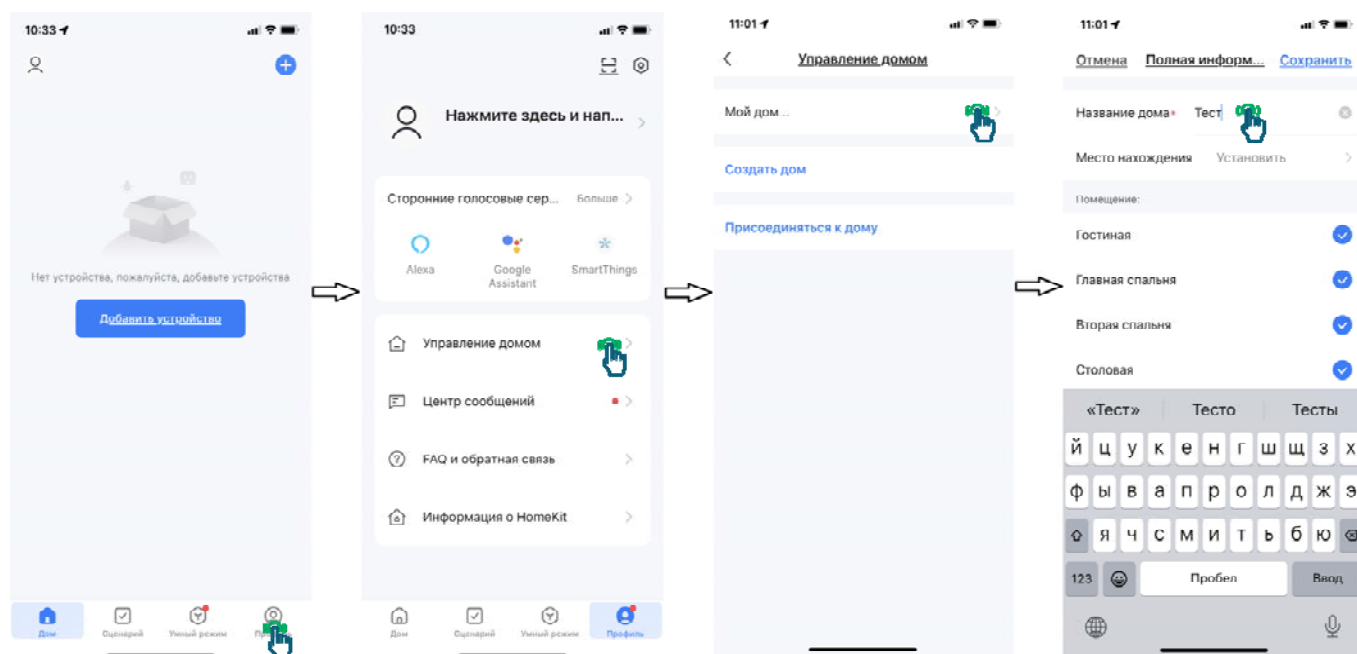 10:33
Нет устройства, пожалуйста, добавьте устройства
Добавить устройство
Дом
Сценарий
Умный режим
10:33
Нажмите здесь и нап...
Сторонние голосовые сер...
Больше
Alexa
Google
Assistant
SmartThings
Управление домом
Центр сообщений
FAQ и обратная связь
Информация о HomeKit
Дом
Сценарий
Умный режим
Профиль
11:01
Управление домом
Мой дом...
Создать дом
Присоединяться к дому
11:01
Отмена Полная информ... Сохранить
Название дома* Тест
Место нахождения Установить
Помещение:
Гостиная
Главная спальня
Вторая спальня
Столовая
«Тест» Тесто Тесты
й ц у к е н г ш щ з х
ф ы в а п р о л д ж э
я ч с м и т ь б ю
123 Пробел Ввод